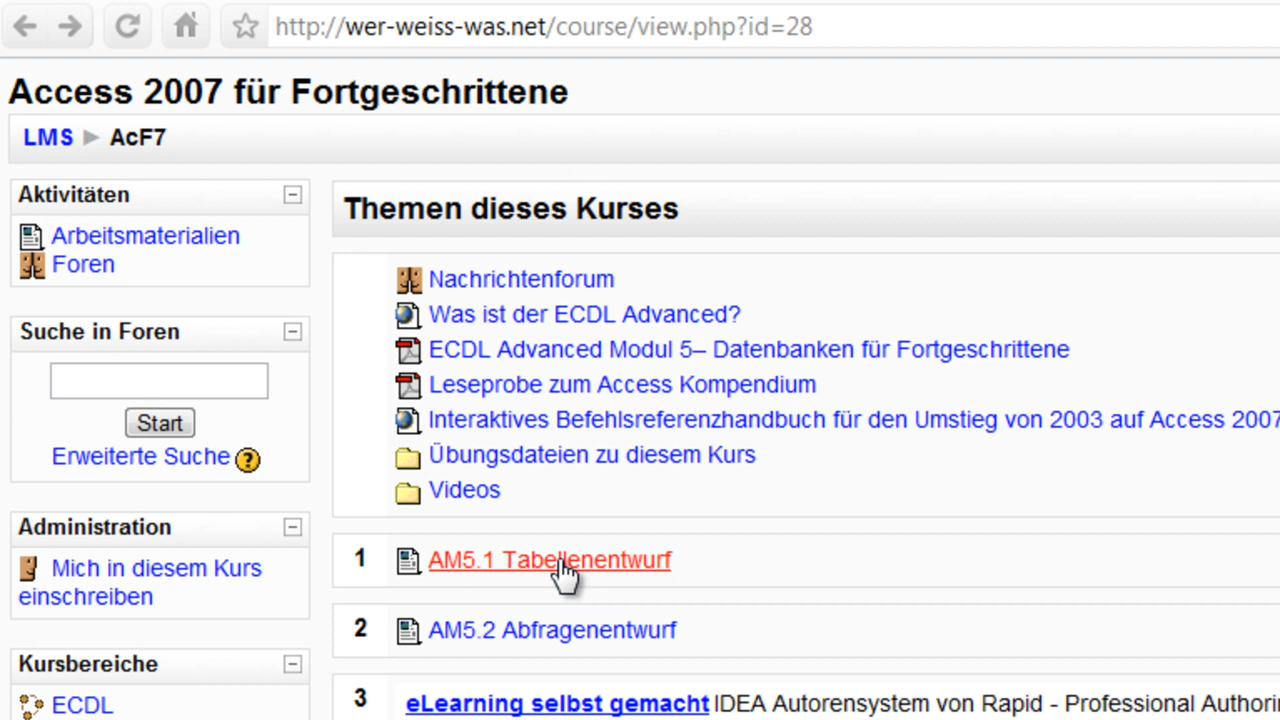 http://wer-weiss-was.net/course/view.php?id=28
Access 2007 für Fortgeschrittene
LMS ► AcF7
Aktivitäten
Arbeitsmaterialien
Foren
Suche in Foren
Start
Erweiterte Suche ?
Administration
Mich in diesem Kurs
einschreiben
Kursbereiche
ECDL
Themen dieses Kurses
Nachrichtenforum
Was ist der ECDL Advanced?
ECDL Advanced Modul 5– Datenbanken für Fortgeschrittene
Leseprobe zum Access Kompendium
Interaktives Befehlsreferenzhandbuch für den Umstieg von 2003 auf Access 2007
Übungsdateien zu diesem Kurs
Videos
1 AM5.1 Tabellenentwurf
2 AM5.2 Abfragenentwurf
3 eLearning selbst gemacht IDEA Autorensystem von Rapid - Professional Authori